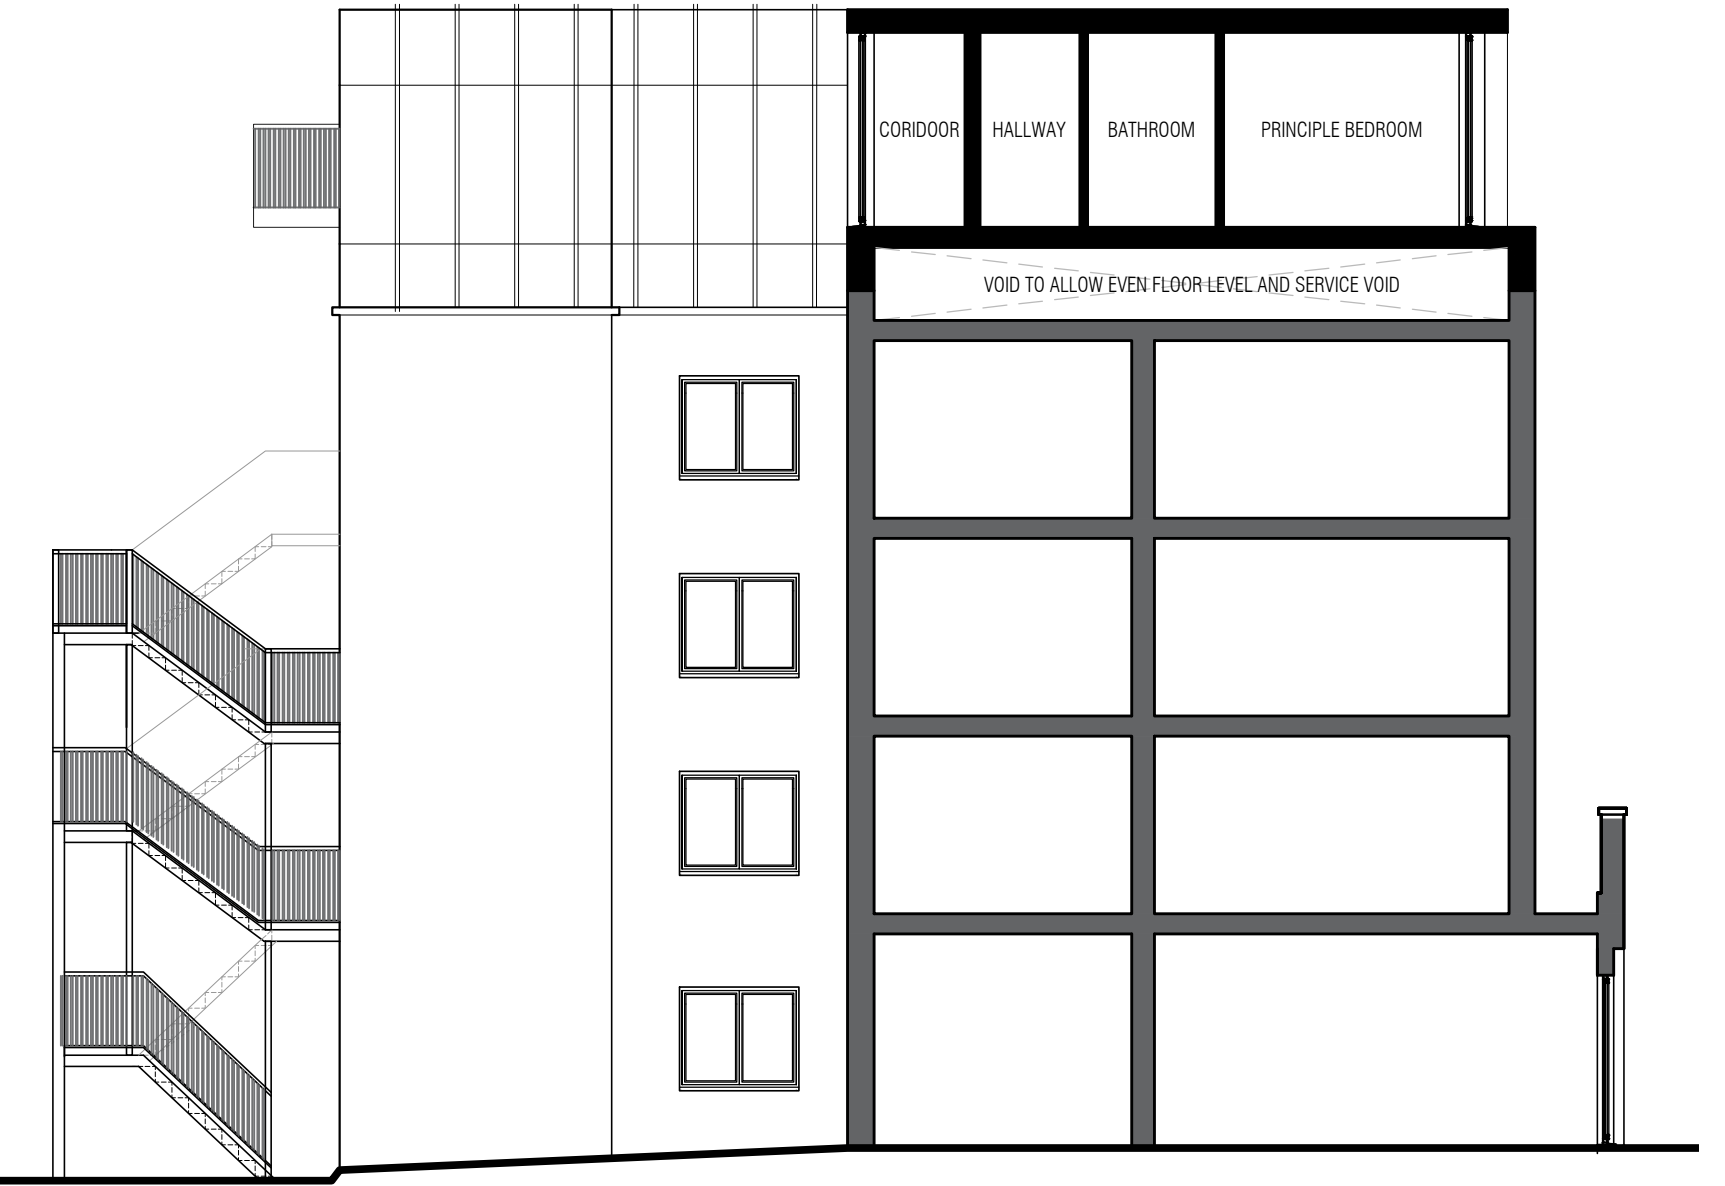 CORIDOOR
HALLWAY
BATHROOM
PRINCIPLE BEDROOM
VOID TO ALLOW EVEN FLOOR LEVEL AND SERVICE VOID